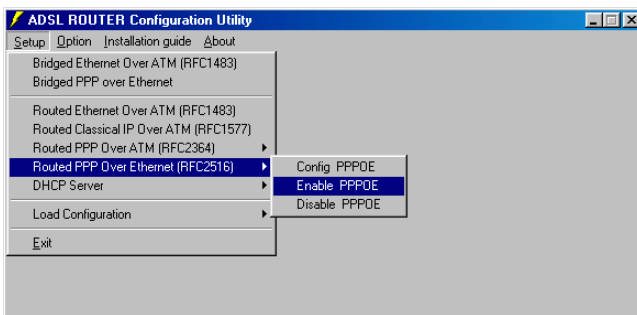 ADSL ROUTER Configuration Utility
Setup Option Installation guide About
Bridged Ethernet Over ATM (RFC1483)
Bridged PPP over Ethernet
Routed Ethernet Over ATM (RFC1483)
Routed Classical IP Over ATM (RFC1577)
Routed PPP Over ATM (RFC2364)
Routed PPP Over Ethernet (RFC2516)
Config PPPOE
Enable PPPOE
Disable PPPOE
DHCP Server
Load Configuration
Exit